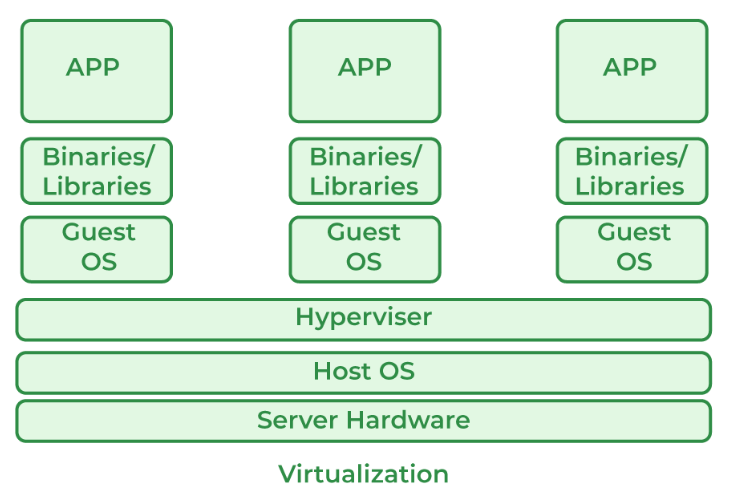 APP
APP
APP
Binaries/
Libraries
Binaries/
Libraries
Binaries/
Libraries
Guest
OS
Guest
OS
Guest
OS
Hyperviser
Host OS
Server Hardware
Virtualization